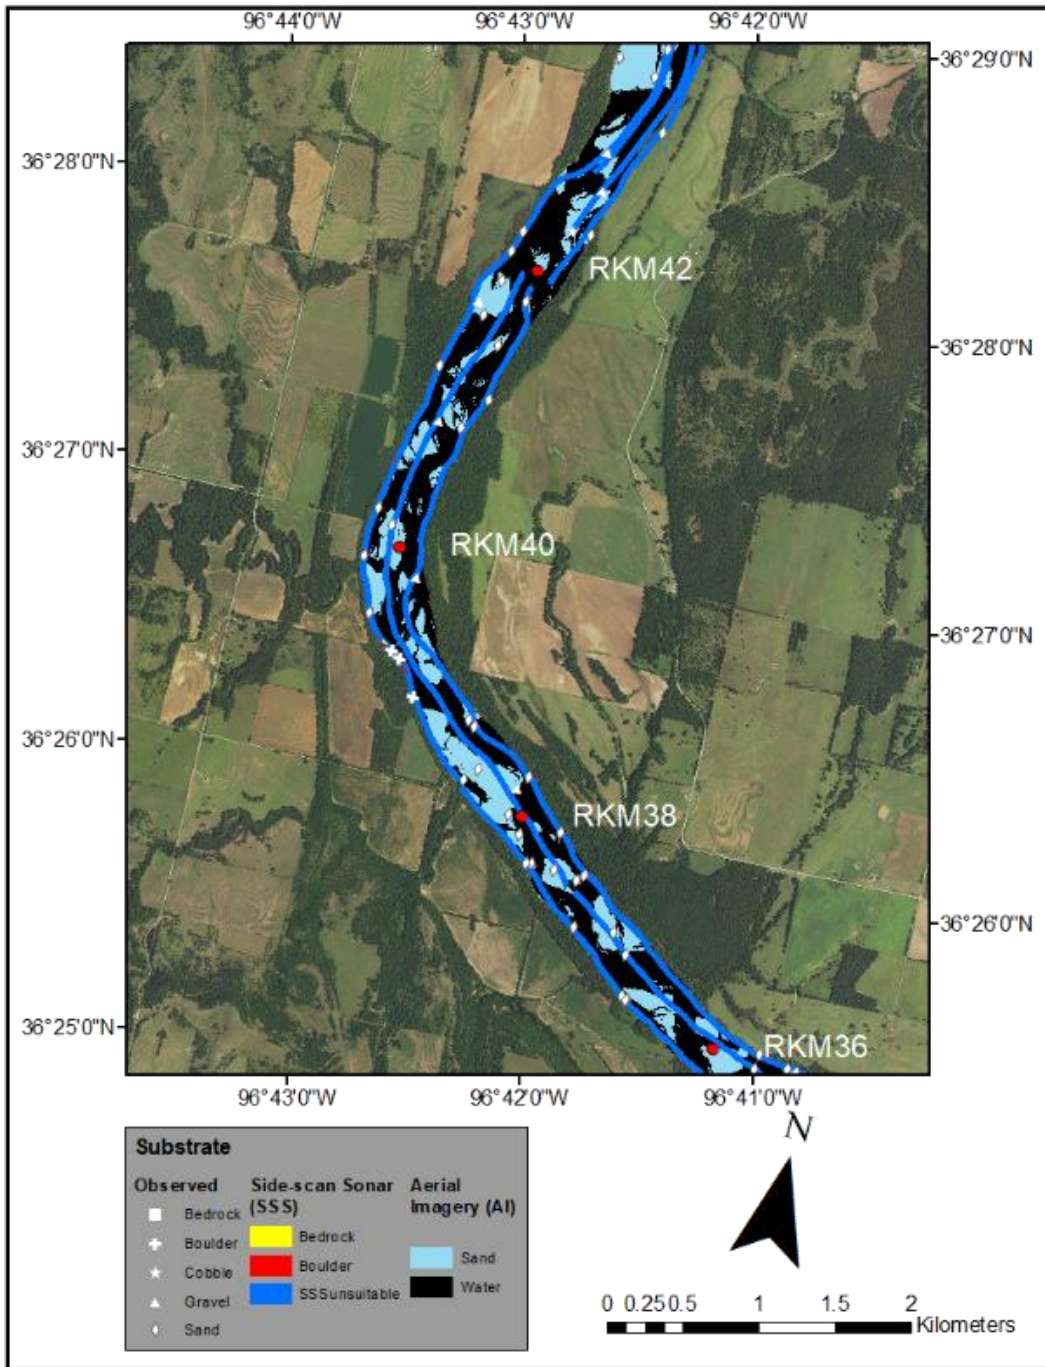 96°44'0"W 96°43'0"W 96°42'0"W
36°29'0"N
36°28'0"N
RKM42
36°28'0"N
36°27'0"N
RKM40
36°27'0"N
36°26'0"N
RKM38
36°26'0"N
36°25'0"N
RKM36
96°43'0"W 96°42'0"W 96°41'0"W
Substrate
Observed
Bedrock
Boulder
Cobble
Gravel
Sand
Side-scan Sonar
(SSS)
Bedrock
Boulder
SSSunsuitable
Aerial
Imagery (AI)
Sand
Water
N
0 0.25 0.5 1 1.5 2
Kilometers